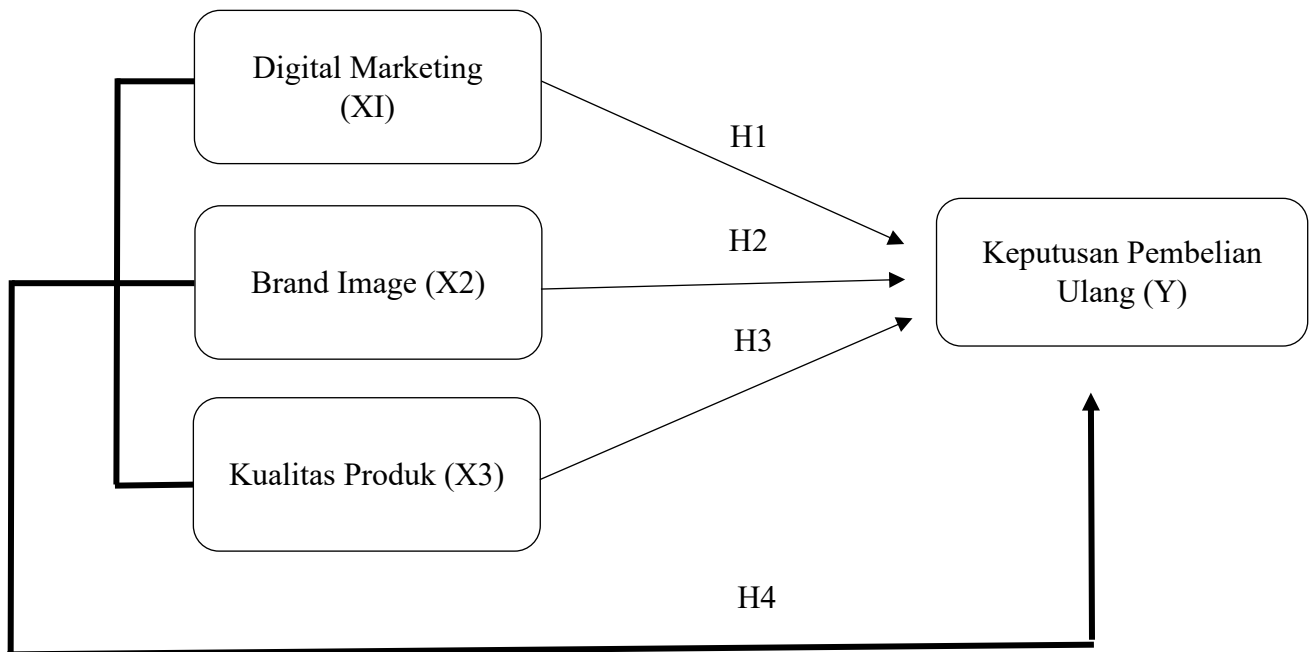 Digital Marketing
(XI)
H1
H2
Brand Image (X2)
Keputusan Pembelian
Ulang (Y)
H3
Kualitas Produk (X3)
H4